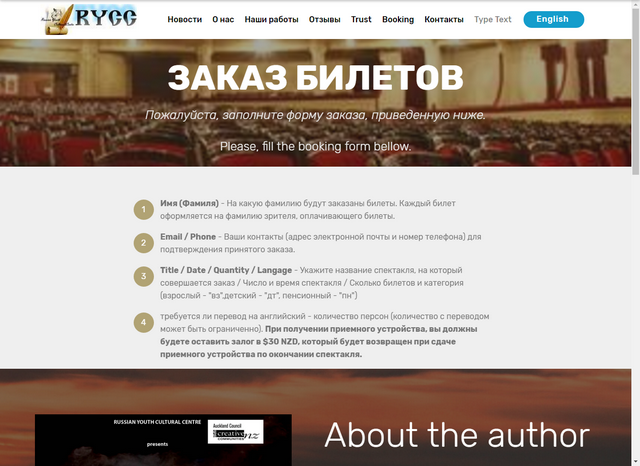 RYCC
Новости О нас Наши работы Отзывы Trust Booking Контакты Type Text English
ЗАКАЗ БИЛЕТОВ
Пожалуйста, заполните форму заказа, приведенную ниже.
Please, fill the booking form bellow.
1 Имя (Фамиля) - На какую фамилию будут заказаны билеты. Каждый билет
оформляется на фамилию зрителя, оплачивающего билеты.
2 Email / Phone - Ваши контакты (адрес электронной почты и номер телефона) для
подтверждения принятого заказа.
3 Title / Date / Quantity / Langage - Укажите название спектакля, на который
совершается заказ / Число и время спектакля / Сколько билетов и категория
(взрослый - "вз",детский - "дт", пенсионный - "пн")
4 требуется ли перевод на английский - количество персон (количество с переводом
может быть ограниченно). При получении приемного устройства, вы должны
будете оставить залог в $30 NZD, который будет возвращен при сдаче
приемного устройства по окончании спектакля.
RUSSIAN YOUTH CULTURAL CENTRE
presents
Auckland Council
creative nz
COMMUNITIES
About the author